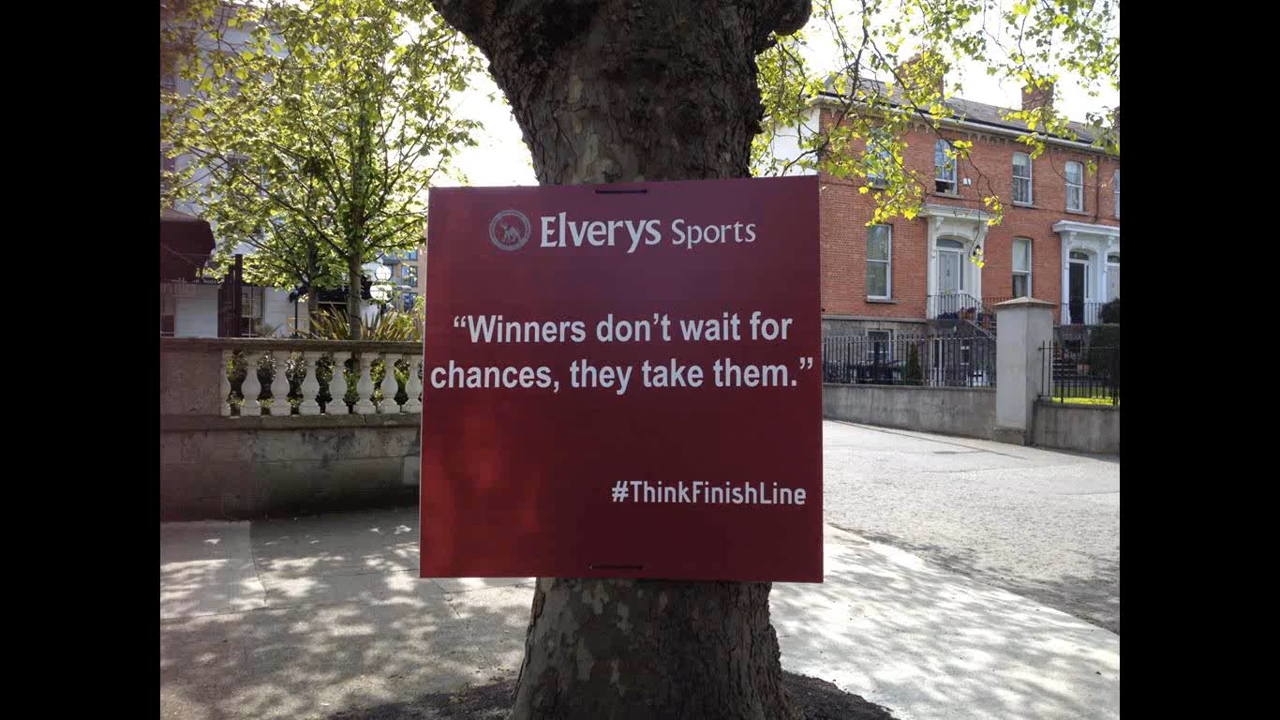 Elverys Sports
“Winners don’t wait for
chances, they take them.”
#ThinkFinishLine